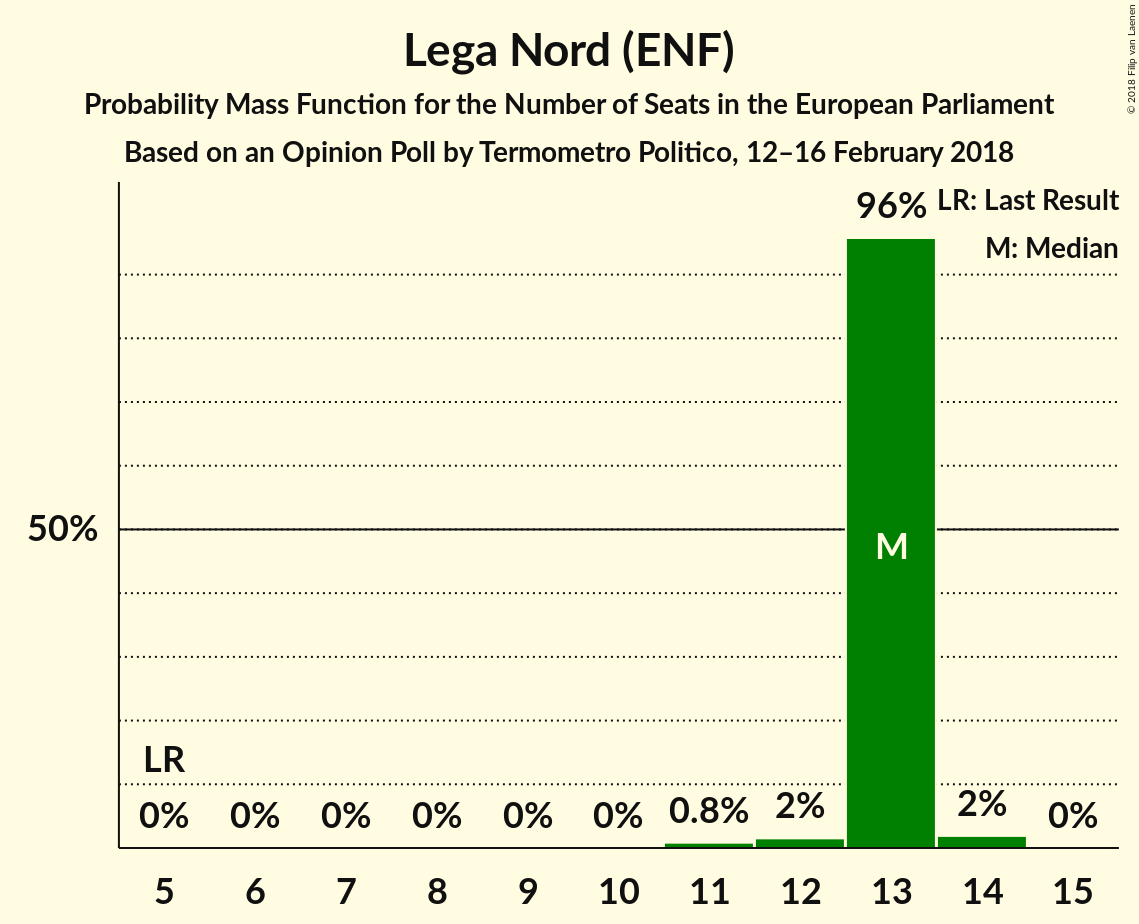 Lega Nord (ENF)
Probability Mass Function for the Number of Seats in the European Parliament
Based on an Opinion Poll by Termometro Politico, 12–16 February 2018
© 2018 Filip van Laenen
96%
LR: Last Result
M: Median
50%
M
LR
0% 0% 0% 0% 0% 0% 0.8% 2% 2% 0%
5 6 7 8 9 10 11 12 13 14 15